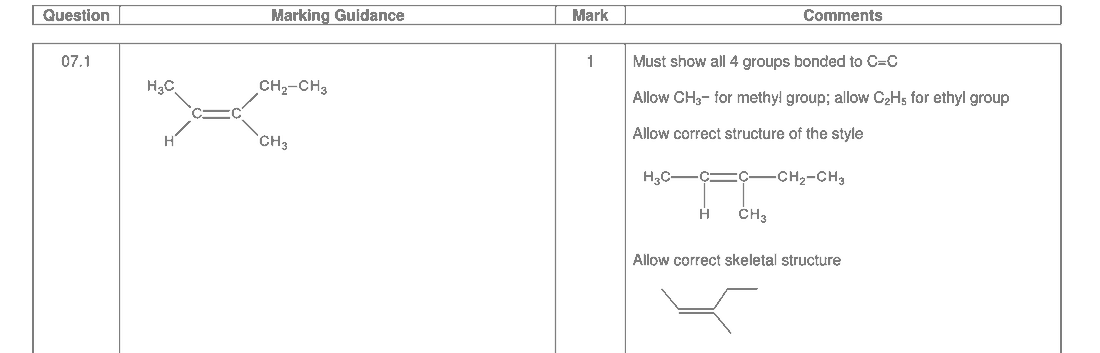 Question Marking Guidance Mark Comments
07.1 1 Must show all 4 groups bonded to C=C
H₃C CH₂–CH₃
C C
H CH₃
Allow CH₃– for methyl group; allow C₂H₅ for ethyl group
Allow correct structure of the style
H₃C C C CH₂–CH₃
H CH₃
Allow correct skeletal structure